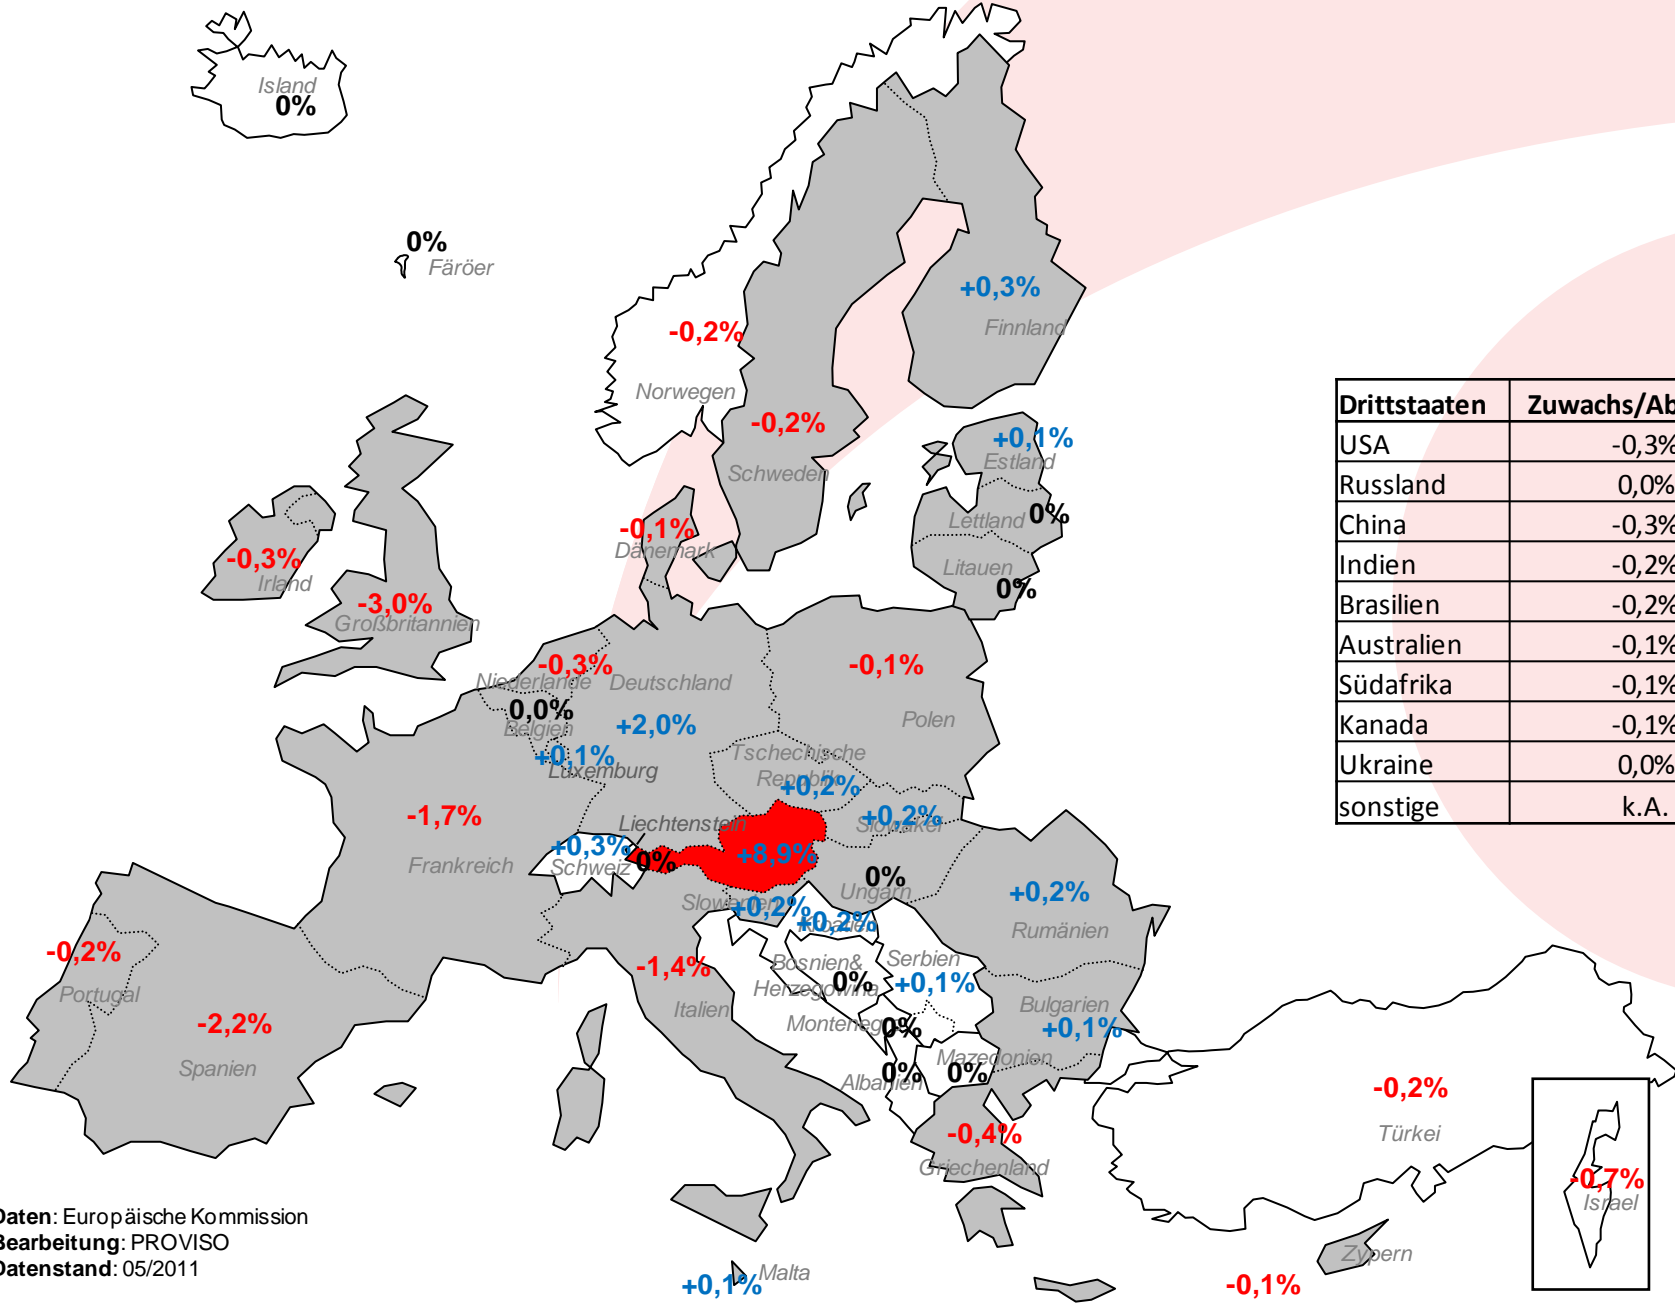 Island
0%
0%
Färöer
+0,3%
Finnland
-0,2%
Norwegen
-0,2%
Schweden
+0,1%
Estland
Lettland 0%
Litauen
0%
-0,1%
Dänemark
-0,3%
Irland
-3,0%
Großbritannien
-0,3%
Niederlande
Deutschland
+2,0%
0,0%
Belgien
+0,1%
Luxemburg
-0,1%
Polen
Tschechische
Republik
+0,2%
+0,2%
Slowakei
-1,7%
Frankreich
Liechtenstein
0%
+0,3%
Schweiz
+8,9%
0%
Ungarn
Slowenien
+0,2%
+0,2%
Kroatien
+0,2%
Rumänien
-0,2%
Portugal
-2,2%
Spanien
-1,4%
Italien
Bosnien&
Herzegowina
0%
Serbien
+0,1%
Bulgarien
+0,1%
Monteneg
0%
Albanien
0%
Mazedonien
0%
-0,4%
Griechenland
-0,2%
Türkei
-0,7%
Israel
Zypern
-0,1%
+0,1%
Malta
Drittstaaten Zuwachs/Ab
USA -0,3%
Russland 0,0%
China -0,3%
Indien -0,2%
Brasilien -0,2%
Australien -0,1%
Südafrika -0,1%
Kanada -0,1%
Ukraine 0,0%
sonstige k.A.
Daten: Europäische Kommission
Bearbeitung: PROVISO
Datenstand: 05/2011